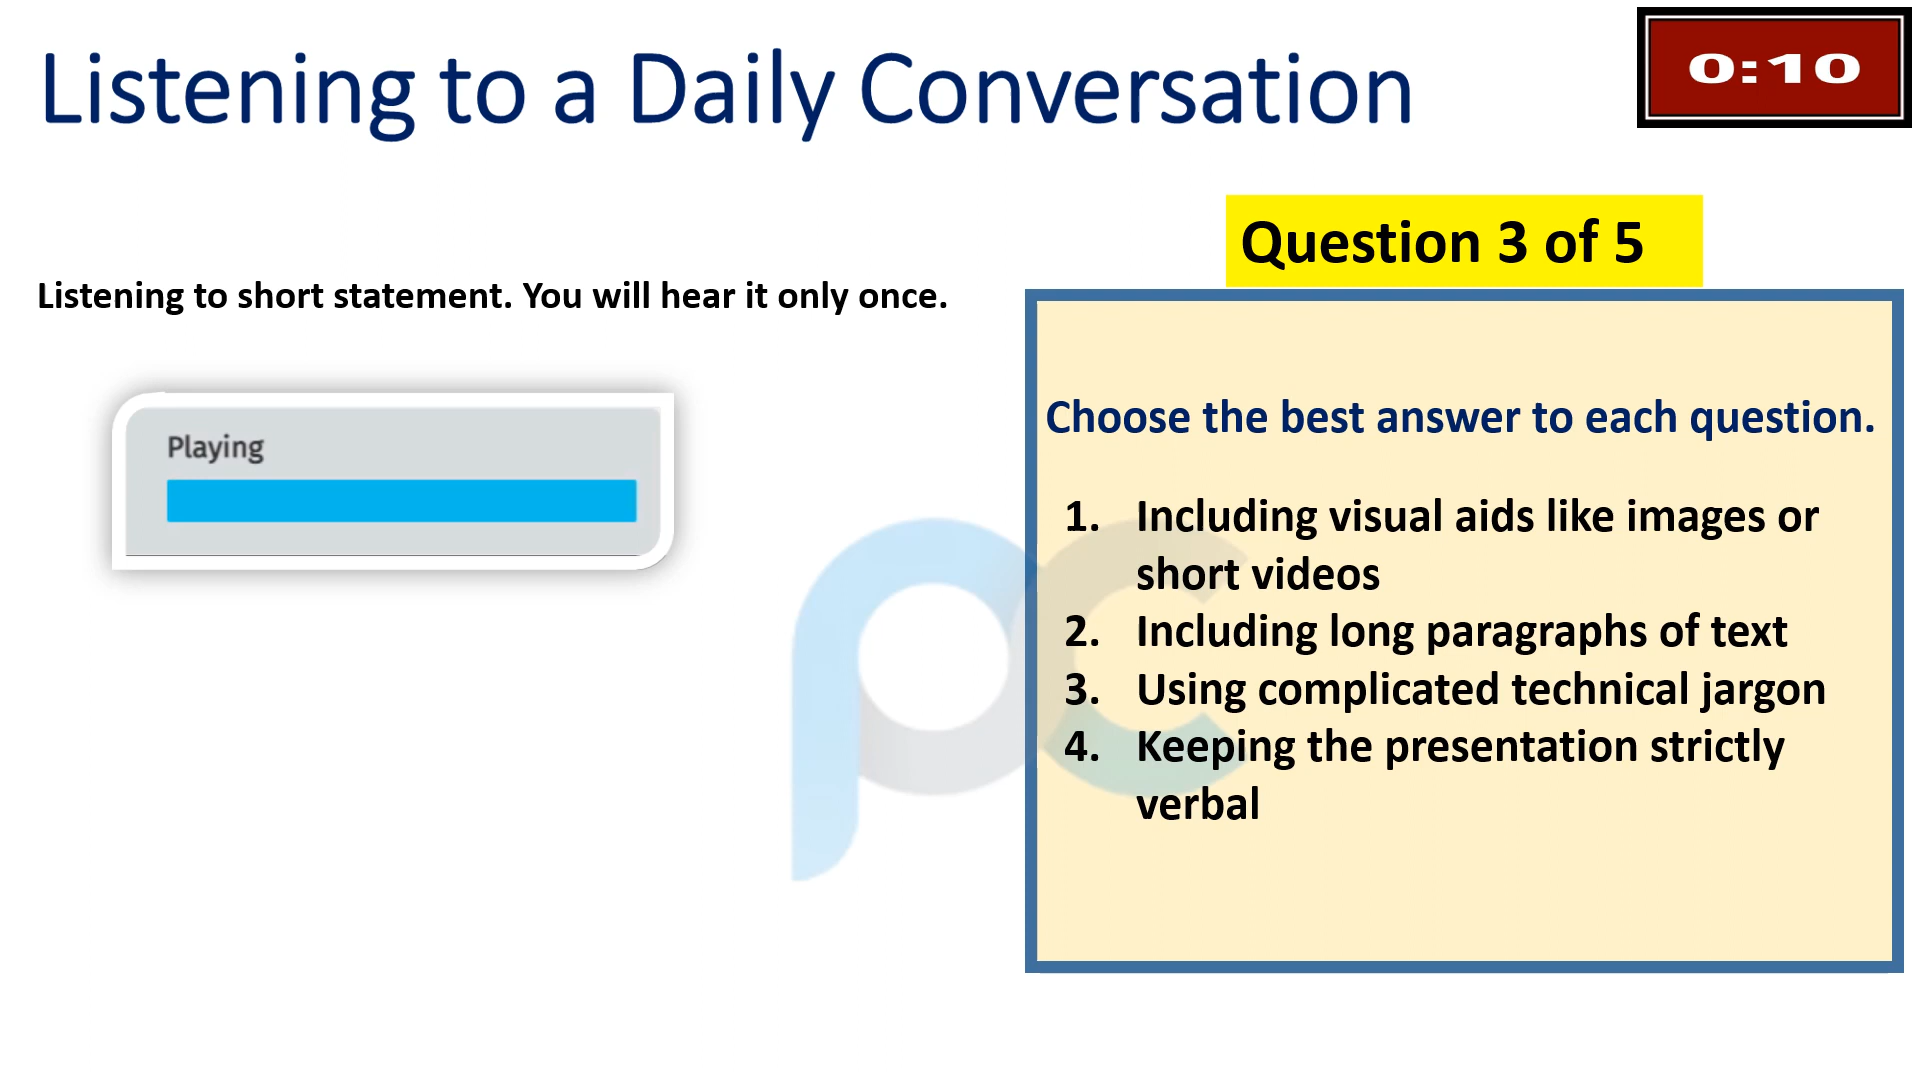 Listening to a Daily Conversation
0:10
Question 3 of 5
Listening to short statement. You will hear it only once.
Playing
Choose the best answer to each question.
1. Including visual aids like images or
short videos
2. Including long paragraphs of text
3. Using complicated technical jargon
4. Keeping the presentation strictly
verbal